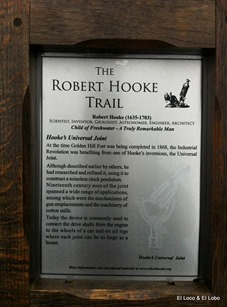 THE
ROBERT HOOKE
TRAIL
Robert Hooke (1635-1703)
SCIENTIST, INVENTOR, GEOLOGIST, ASTRONOMER, ENGINEER, ARCHITECT
Child of Freshwater - A Truly Remarkable Man
Hooke's Universal Joint
At the time Golden Hill Fort was being completed in 1868, the Industrial
Revolution was benefiting from one of Hooke's inventions, the Universal
Joint.
Although described earlier by others, he
had researched and refined it, using it to
construct a noiseless clock pendulum.
Nineteenth century uses of the joint
spanned a wide range of applications,
among which were the mechanisms of
gun emplacements and the machinery of
cotton mills.
Today the device is commonly used to
connect the drive shafts from the engine
to the wheels of a car and on oil rigs
where each joint can be as large as a
house.
Hooke's Universal Joint
El Loco & El Lobo